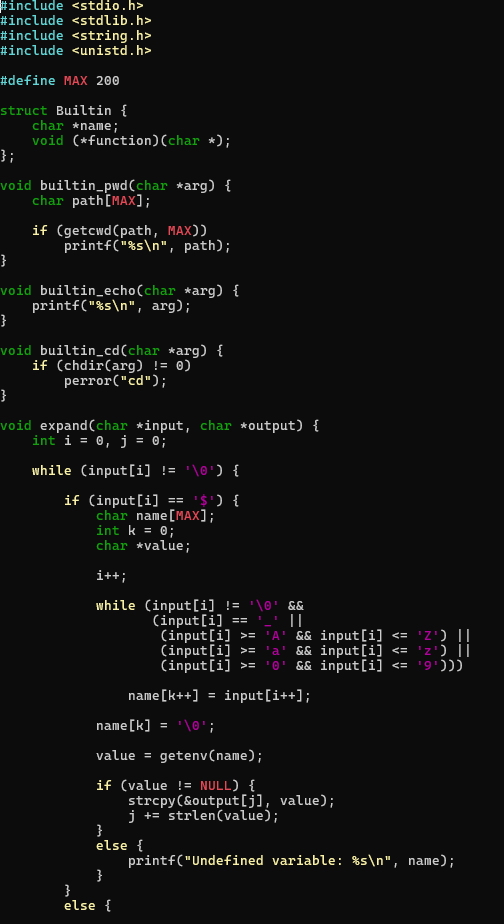 #include <stdio.h>
#include <stdlib.h>
#include <string.h>
#include <unistd.h>

#define MAX 200

struct Builtin {
    char *name;
    void (*function)(char *);
};

void builtin_pwd(char *arg) {
    char path[MAX];

    if (getcwd(path, MAX))
        printf("%s\n", path);
}

void builtin_echo(char *arg) {
    printf("%s\n", arg);
}

void builtin_cd(char *arg) {
    if (chdir(arg) != 0)
        perror("cd");
}

void expand(char *input, char *output) {
    int i = 0, j = 0;

    while (input[i] != '\0') {

        if (input[i] == '$') {
            char name[MAX];
            int k = 0;
            char *value;

            i++;

            while (input[i] != '\0' &&
                   (input[i] == '_' ||
                    (input[i] >= 'A' && input[i] <= 'Z') ||
                    (input[i] >= 'a' && input[i] <= 'z') ||
                    (input[i] >= '0' && input[i] <= '9')))

                name[k++] = input[i++];

            name[k] = '\0';

            value = getenv(name);

            if (value != NULL) {
                strcpy(&output[j], value);
                j += strlen(value);
            }
            else {
                printf("Undefined variable: %s\n", name);
            }
        }
        else {